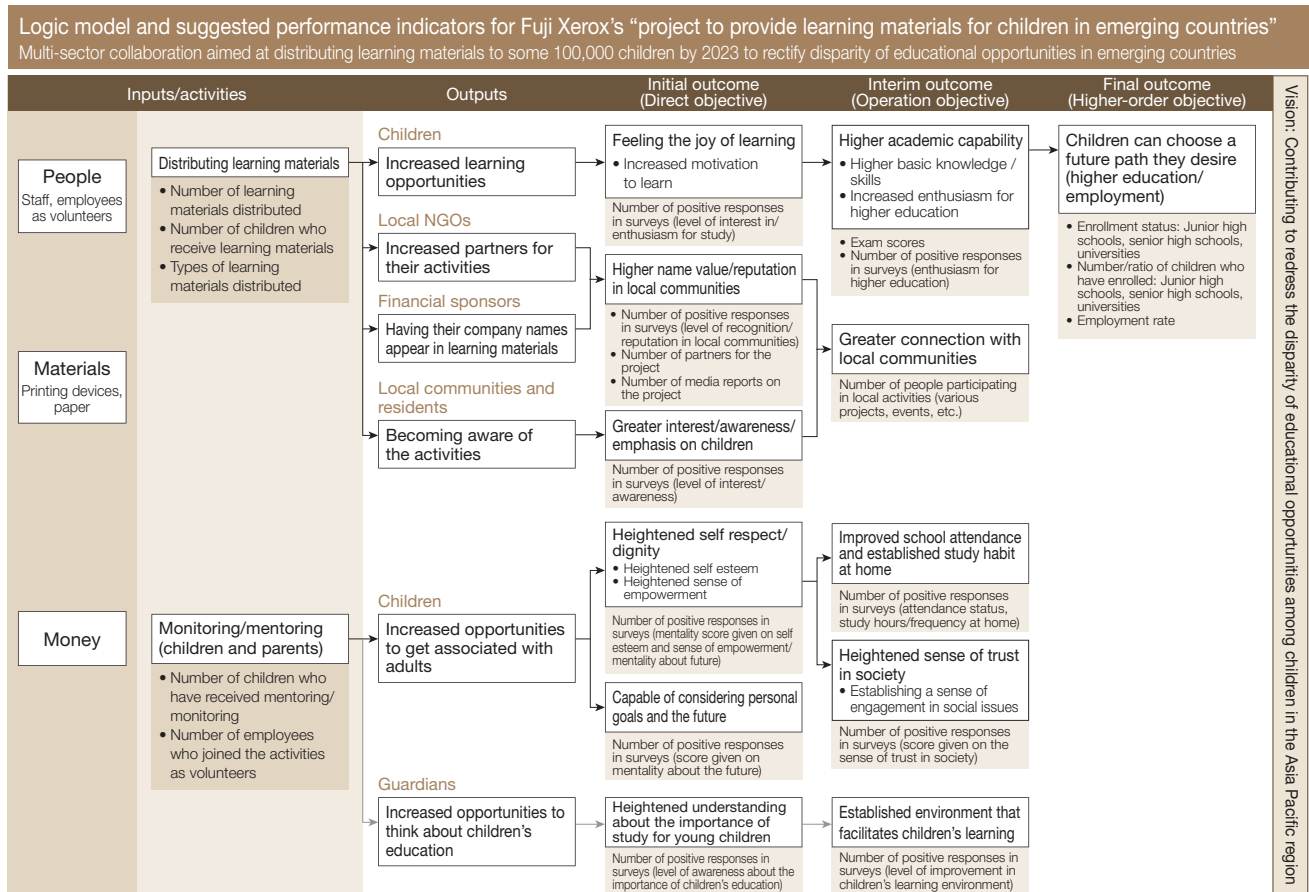 Logic model and suggested performance indicators for Fuji Xerox's “project to provide learning materials for children in emerging countries”
Multi-sector collaboration aimed at distributing learning materials to some 100,000 children by 2023 to rectify disparity of educational opportunities in emerging countries
Inputs/activities
Outputs
Initial outcome
(Direct objective)
Interim outcome
(Operation objective)
Final outcome
(Higher-order objective)
People
Staff, employees
as volunteers
Materials
Printing devices,
paper
Money
Distributing learning materials
• Number of learning
materials distributed
• Number of children who
receive learning materials
• Types of learning
materials distributed
Monitoring/mentoring
(children and parents)
• Number of children who
have received mentoring/
monitoring
• Number of employees
who joined the activities
as volunteers
Children
Increased learning
opportunities
Local NGOs
Increased partners for
their activities
Financial sponsors
Having their company names
appear in learning materials
Local communities and
residents
Becoming aware of
the activities
Children
Increased opportunities
to get associated with
adults
Guardians
Increased opportunities to
think about children's
education
Feeling the joy of learning
• Increased motivation
to learn
Number of positive responses
in surveys (level of interest in/
enthusiasm for study)
Higher name value/reputation
in local communities
• Number of positive responses
in surveys (level of recognition/
reputation in local communities)
• Number of partners for the
project
• Number of media reports on
the project
Greater interest/awareness/
emphasis on children
Number of positive responses
in surveys (level of interest/
awareness)
Heightened self respect/
dignity
• Heightened self esteem
• Heightened sense of
empowerment
Number of positive responses in
surveys (mentality score given on self
esteem and sense of empowerment/
mentality about future)
Capable of considering personal
goals and the future
Number of positive responses
in surveys (score given on
mentality about the future)
Heightened understanding
about the importance of
study for young children
Number of positive responses in
surveys (level of awareness about the
importance of children's education)
Higher academic capability
• Higher basic knowledge /
skills
• Increased enthusiasm for
higher education
• Exam scores
• Number of positive responses
in surveys (enthusiasm for
higher education)
Greater connection with
local communities
Number of people participating
in local activities (various
projects, events, etc.)
Improved school attendance
and established study habit
at home
Number of positive responses
in surveys (attendance status,
study hours/frequency at home)
Heightened sense of trust
in society
• Establishing a sense of
engagement in social issues
Number of positive responses
in surveys (score given on the
sense of trust in society)
Established environment that
facilitates children's learning
Number of positive responses in
surveys (level of improvement in
children's learning environment)
Children can choose a
future path they desire
(higher education/
employment)
• Enrollment status: Junior high
schools, senior high schools,
universities
• Number/ratio of children who
have enrolled: Junior high
schools, senior high schools,
universities
• Employment rate
Vision: Contributing to redress the disparity of educational opportunities among children in the Asia Pacific region